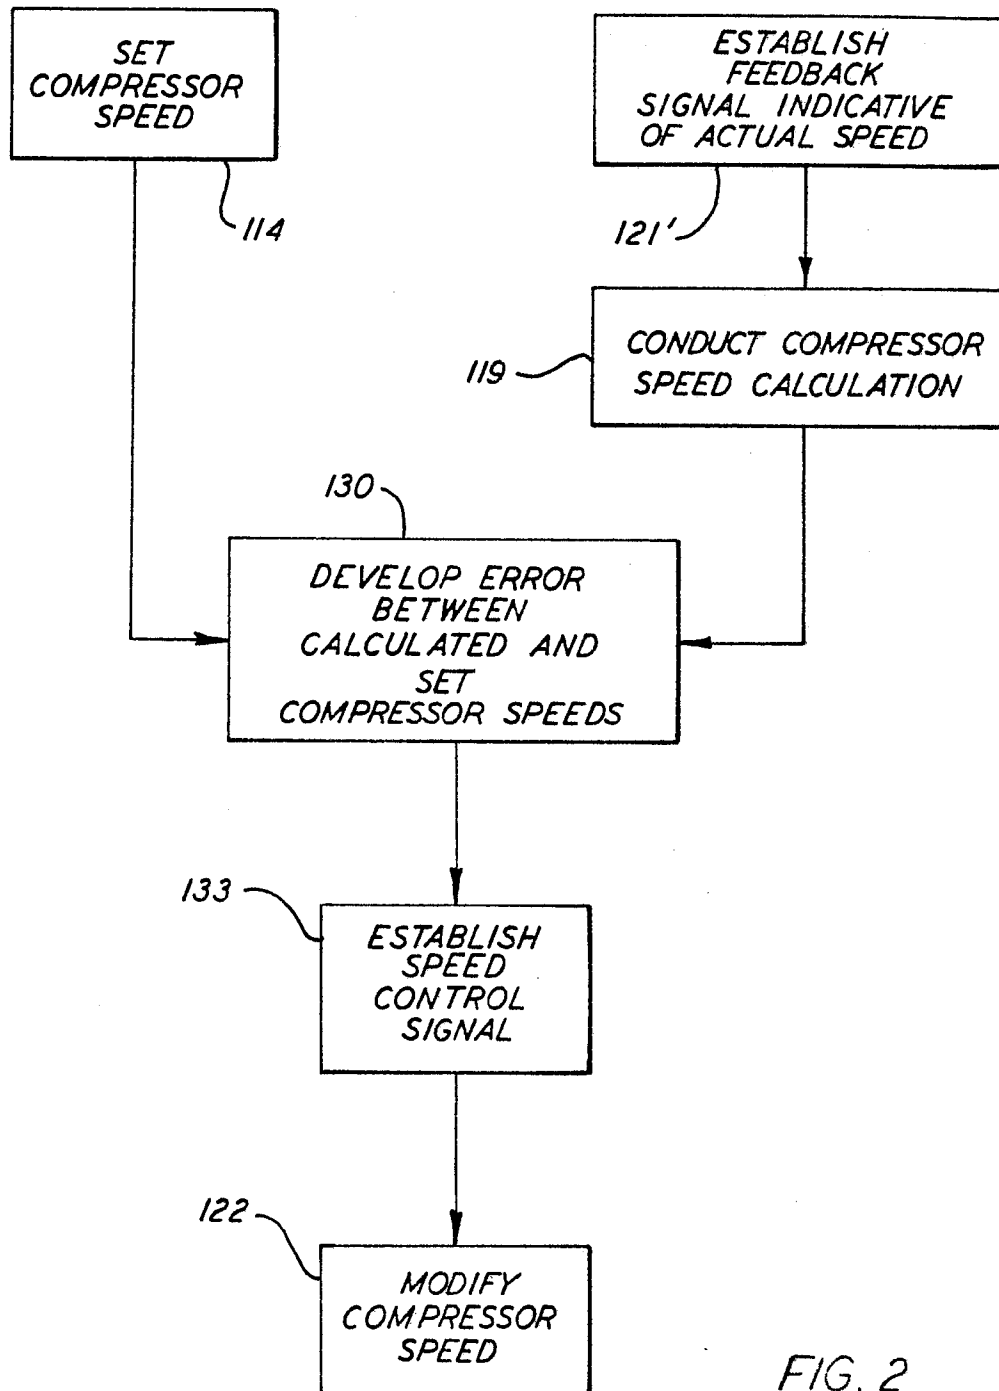 SET
COMPRESSOR
SPEED
114
ESTABLISH
FEEDBACK
SIGNAL INDICATIVE
OF ACTUAL SPEED
121'
CONDUCT COMPRESSOR
SPEED CALCULATION
119
130
DEVELOP ERROR
BETWEEN
CALCULATED AND
SET
COMPRESSOR SPEEDS
133
ESTABLISH
SPEED
CONTROL
SIGNAL
122
MODIFY
COMPRESSOR
SPEED
FIG. 2